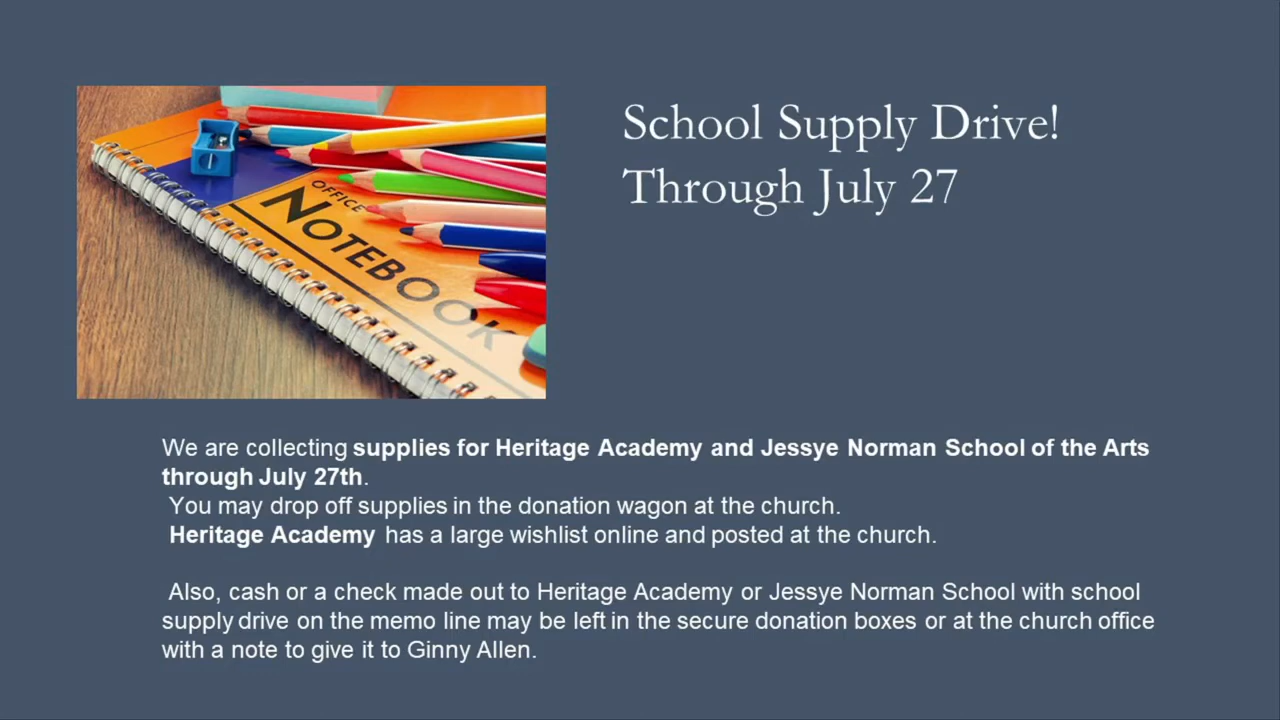 School Supply Drive!
Through July 27
OFFICE
NOTEBOOK
We are collecting supplies for Heritage Academy and Jessye Norman School of the Arts
through July 27th.
You may drop off supplies in the donation wagon at the church.
Heritage Academy has a large wishlist online and posted at the church.
Also, cash or a check made out to Heritage Academy or Jessye Norman School with school
supply drive on the memo line may be left in the secure donation boxes or at the church office
with a note to give it to Ginny Allen.